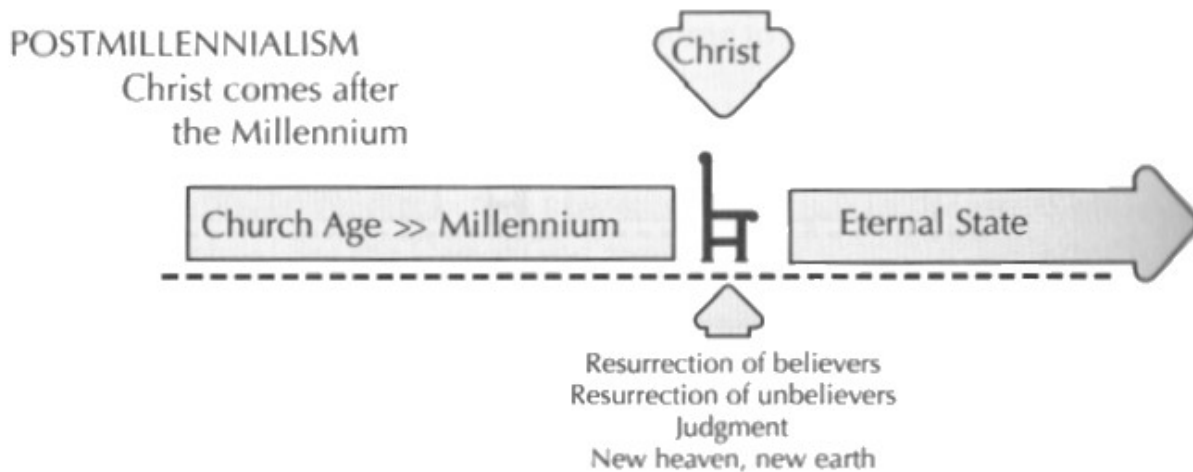 POSTMILLENNIALISM
Christ comes after
the Millennium
Christ
Church Age >> Millennium
Eternal State
Resurrection of believers
Resurrection of unbelievers
Judgment
New heaven, new earth